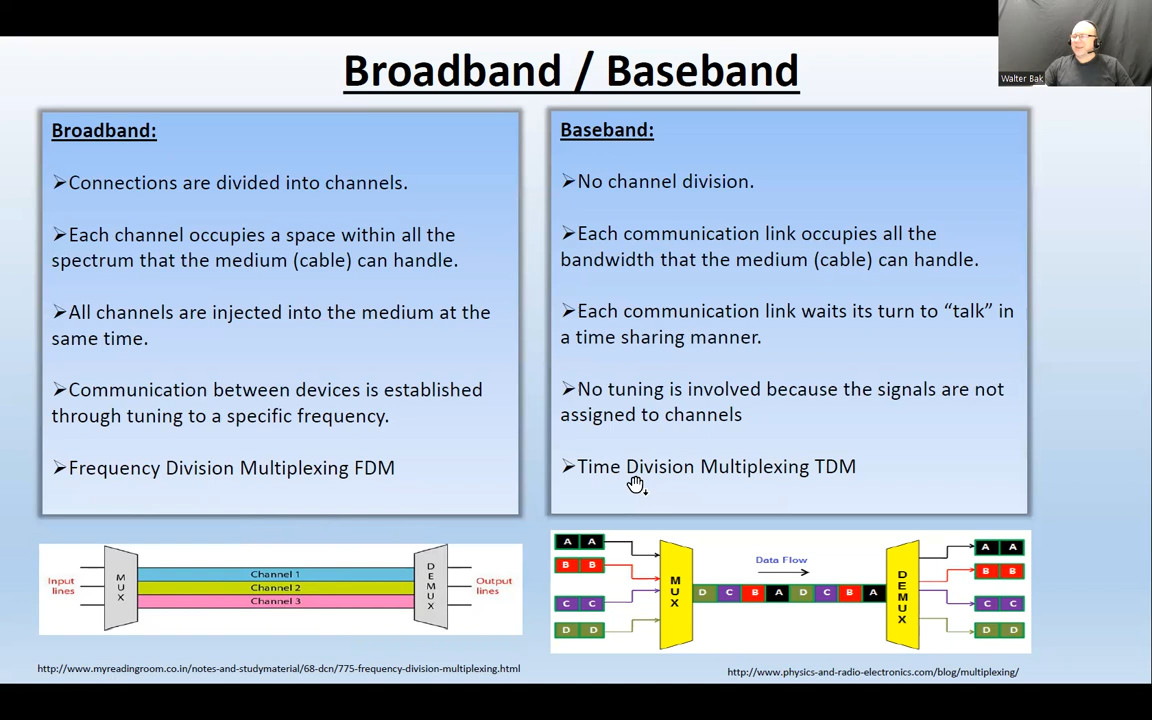 Walter Bak
Broadband / Baseband
Broadband:
➢Connections are divided into channels.
➢Each channel occupies a space within all the
spectrum that the medium (cable) can handle.
➢All channels are injected into the medium at the
same time.
➢Communication between devices is established
through tuning to a specific frequency.
➢Frequency Division Multiplexing FDM
Baseband:
➢No channel division.
➢Each communication link occupies all the
bandwidth that the medium (cable) can handle.
➢Each communication link waits its turn to “talk” in
a time sharing manner.
➢No tuning is involved because the signals are not
assigned to channels
➢Time Division Multiplexing TDM
Input
lines
MUX
Channel 1
Channel 2
Channel 3
DEMUX
Output
lines
A A
B B
C C
D D
MUX
Data Flow
D C B A D C B A
DEMUX
A A
B B
C C
D D
http://www.myreadingroom.co.in/notes-and-studymaterial/68-dcn/775-frequency-division-multiplexing.html
http://www.physics-and-radio-electronics.com/blog/multiplexing/